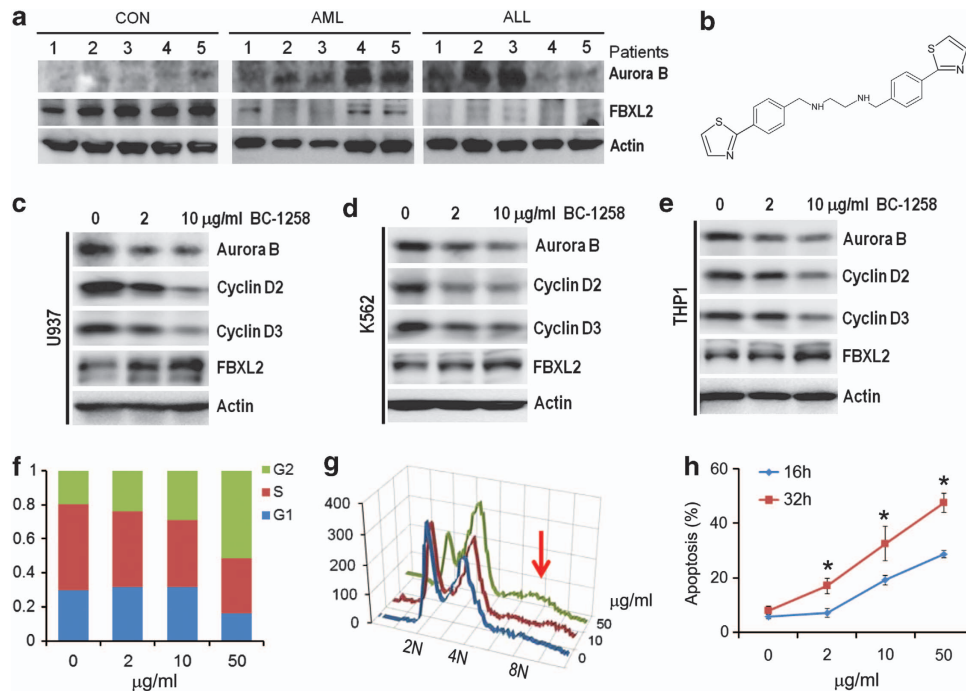 a
CON AML ALL
1 2 3 4 5 1 2 3 4 5 1 2 3 4 5 Patients
Aurora B
FBXL2
Actin
b
S
N
NH
HN
S
N
c
0 2 10 μg/ml BC-1258
U937
Aurora B
Cyclin D2
Cyclin D3
FBXL2
Actin
d
0 2 10 μg/ml BC-1258
K562
Aurora B
Cyclin D2
Cyclin D3
FBXL2
Actin
e
0 2 10 μg/ml BC-1258
THP1
Aurora B
Cyclin D2
Cyclin D3
FBXL2
Actin
f
1
0.8
0.6
0.4
0.2
0
G2
S
G1
0 2 10 50
μg/ml
g
400
300
200
100
0
2N 4N 8N
μg/ml
50
10
0
h
16h
32h
Apoptosis (%)
60
40
20
0
* * *
0 2 10 50
μg/ml